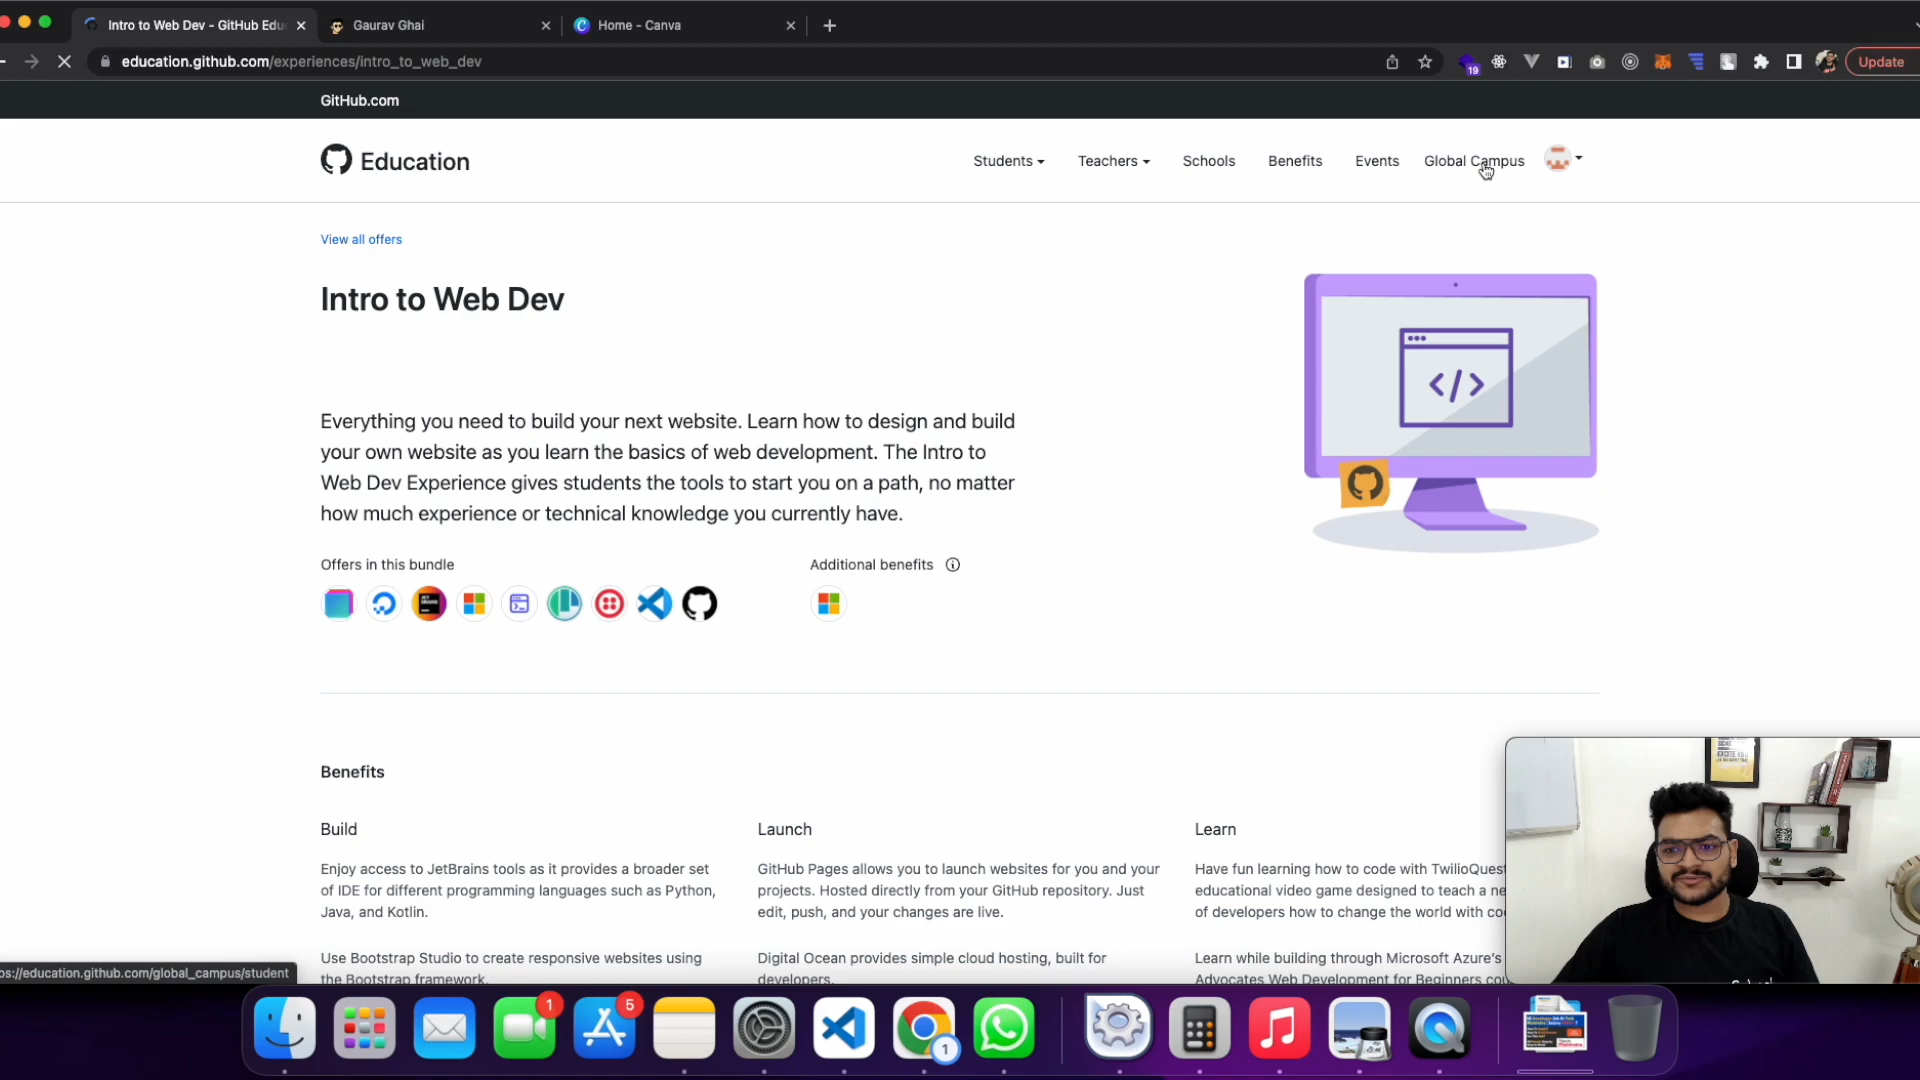 Intro to Web Dev - GitHub Edu
Gaurav Ghai
Home - Canva
education.github.com/experiences/intro_to_web_dev
19
Update
GitHub.com
Education
Students
Teachers
Schools
Benefits
Events
Global Campus
View all offers
Intro to Web Dev
Everything you need to build your next website. Learn how to design and build
your own website as you learn the basics of web development. The Intro to
Web Dev Experience gives students the tools to start you on a path, no matter
how much experience or technical knowledge you currently have.
Offers in this bundle
Additional benefits
Benefits
Build
Launch
Learn
Enjoy access to JetBrains tools as it provides a broader set
of IDE for different programming languages such as Python,
Java, and Kotlin.
GitHub Pages allows you to launch websites for you and your
projects. Hosted directly from your GitHub repository. Just
edit, push, and your changes are live.
Have fun learning how to code with TwilioQuest
educational video game designed to teach a ne
of developers how to change the world with co
Use Bootstrap Studio to create responsive websites using
the Bootstrap framework.
Digital Ocean provides simple cloud hosting, built for
developers.
Learn while building through Microsoft Azure's
Advocates Web Development for Beginners cou
ps://education.github.com/global_campus/student
1
5
1